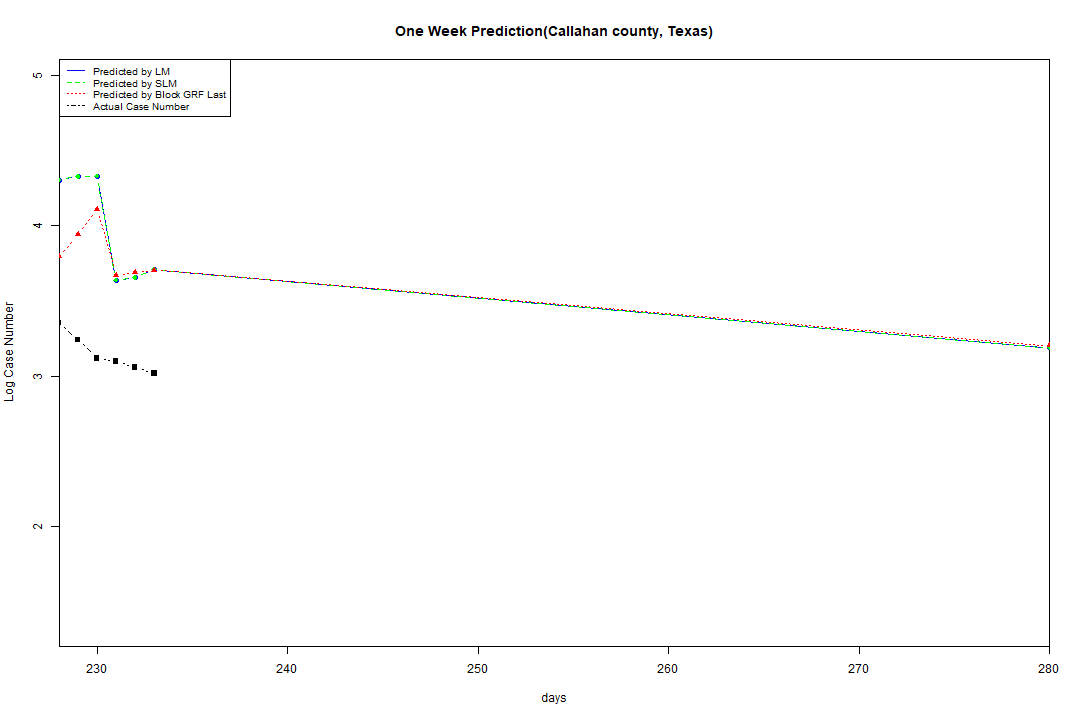 One Week Prediction(Callahan county, Texas)
Predicted by LM
Predicted by SLM
Predicted by Block GRF Last
Actual Case Number
5
4
3
2
Log Case Number
230 240 250 260 270 280
days